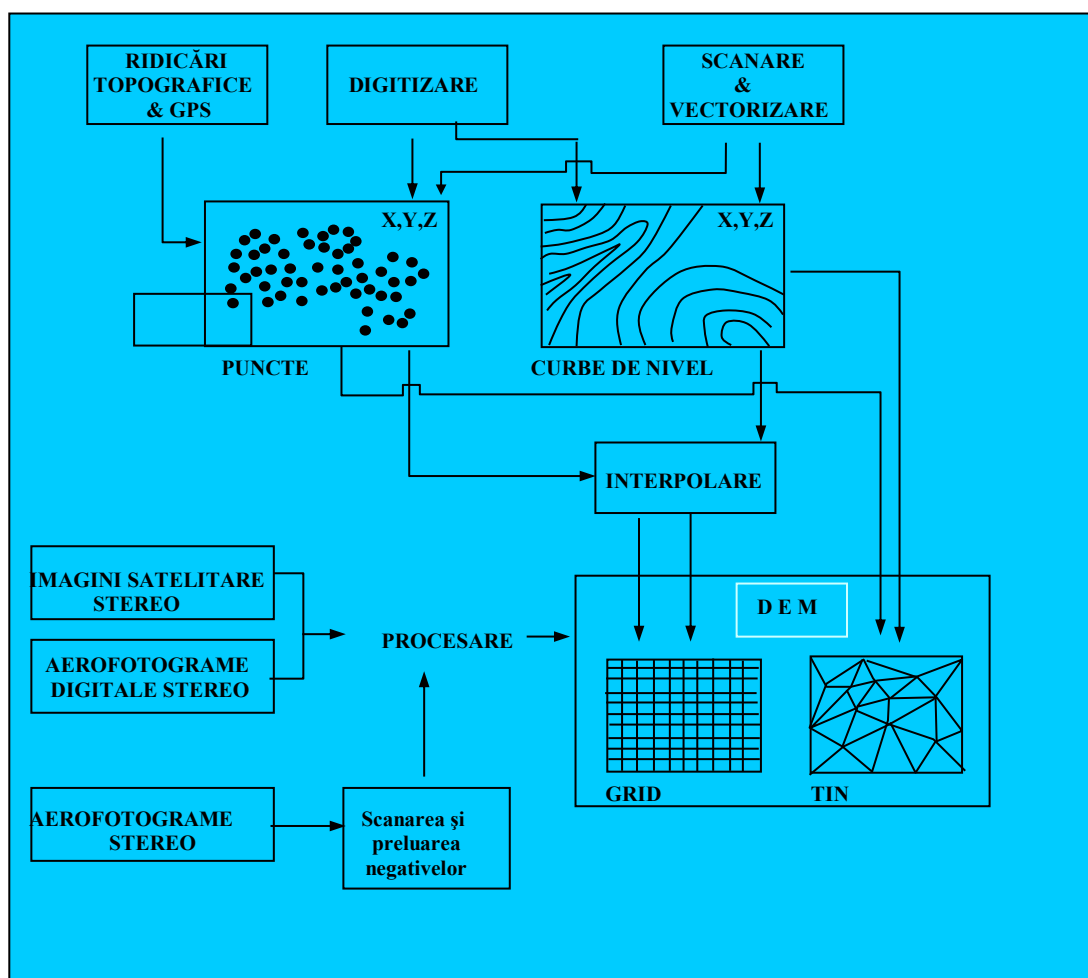 RIDICĂRI
TOPOGRAFICE
& GPS
DIGITIZARE
SCANARE
&
VECTORIZARE
X,Y,Z
X,Y,Z
PUNCTE
CURBE DE NIVEL
INTERPOLARE
IMAGINI SATELITARE
STEREO
D E M
PROCESARE
AEROFOTOGRAME
DIGITALE STEREO
GRID
TIN
AEROFOTOGRAME
STEREO
Scanarea şi
preluarea
negativelor